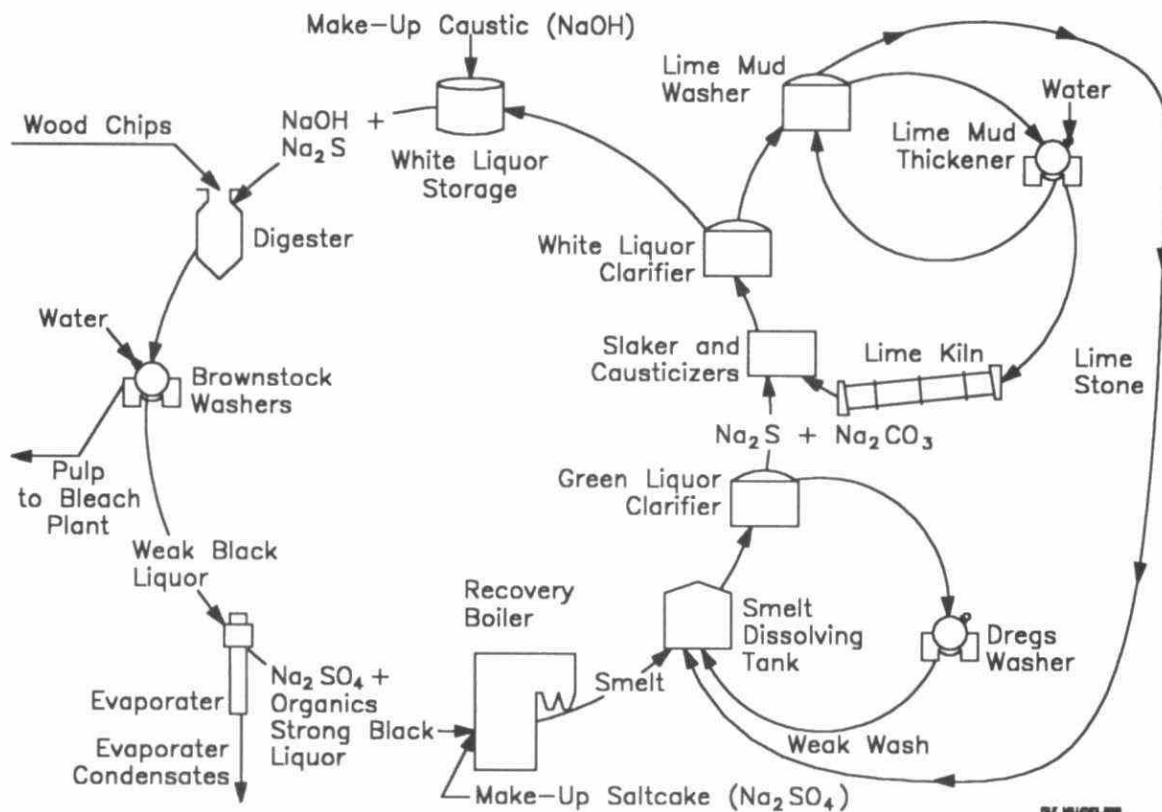 Make-Up Caustic (NaOH)
Lime Mud
Washer
Water
Wood Chips
NaOH +
Na₂S
White Liquor
Storage
Lime Mud
Thickener
Digester
White Liquor
Clarifier
Water
Brownstock
Washers
Slaker and
Causticizers
Lime Kiln
Lime
Stone
Na₂S + Na₂CO₃
Pulp
to Bleach
Plant
Green Liquor
Clarifier
Weak Black
Liquor
Recovery
Boiler
Smelt
Dissolving
Tank
Dregs
Washer
Evaporater
Na₂SO₄ +
Organics
Strong Black
Liquor
Smelt
Evaporater
Condensates
Weak Wash
Make-Up Saltcake (Na₂SO₄)